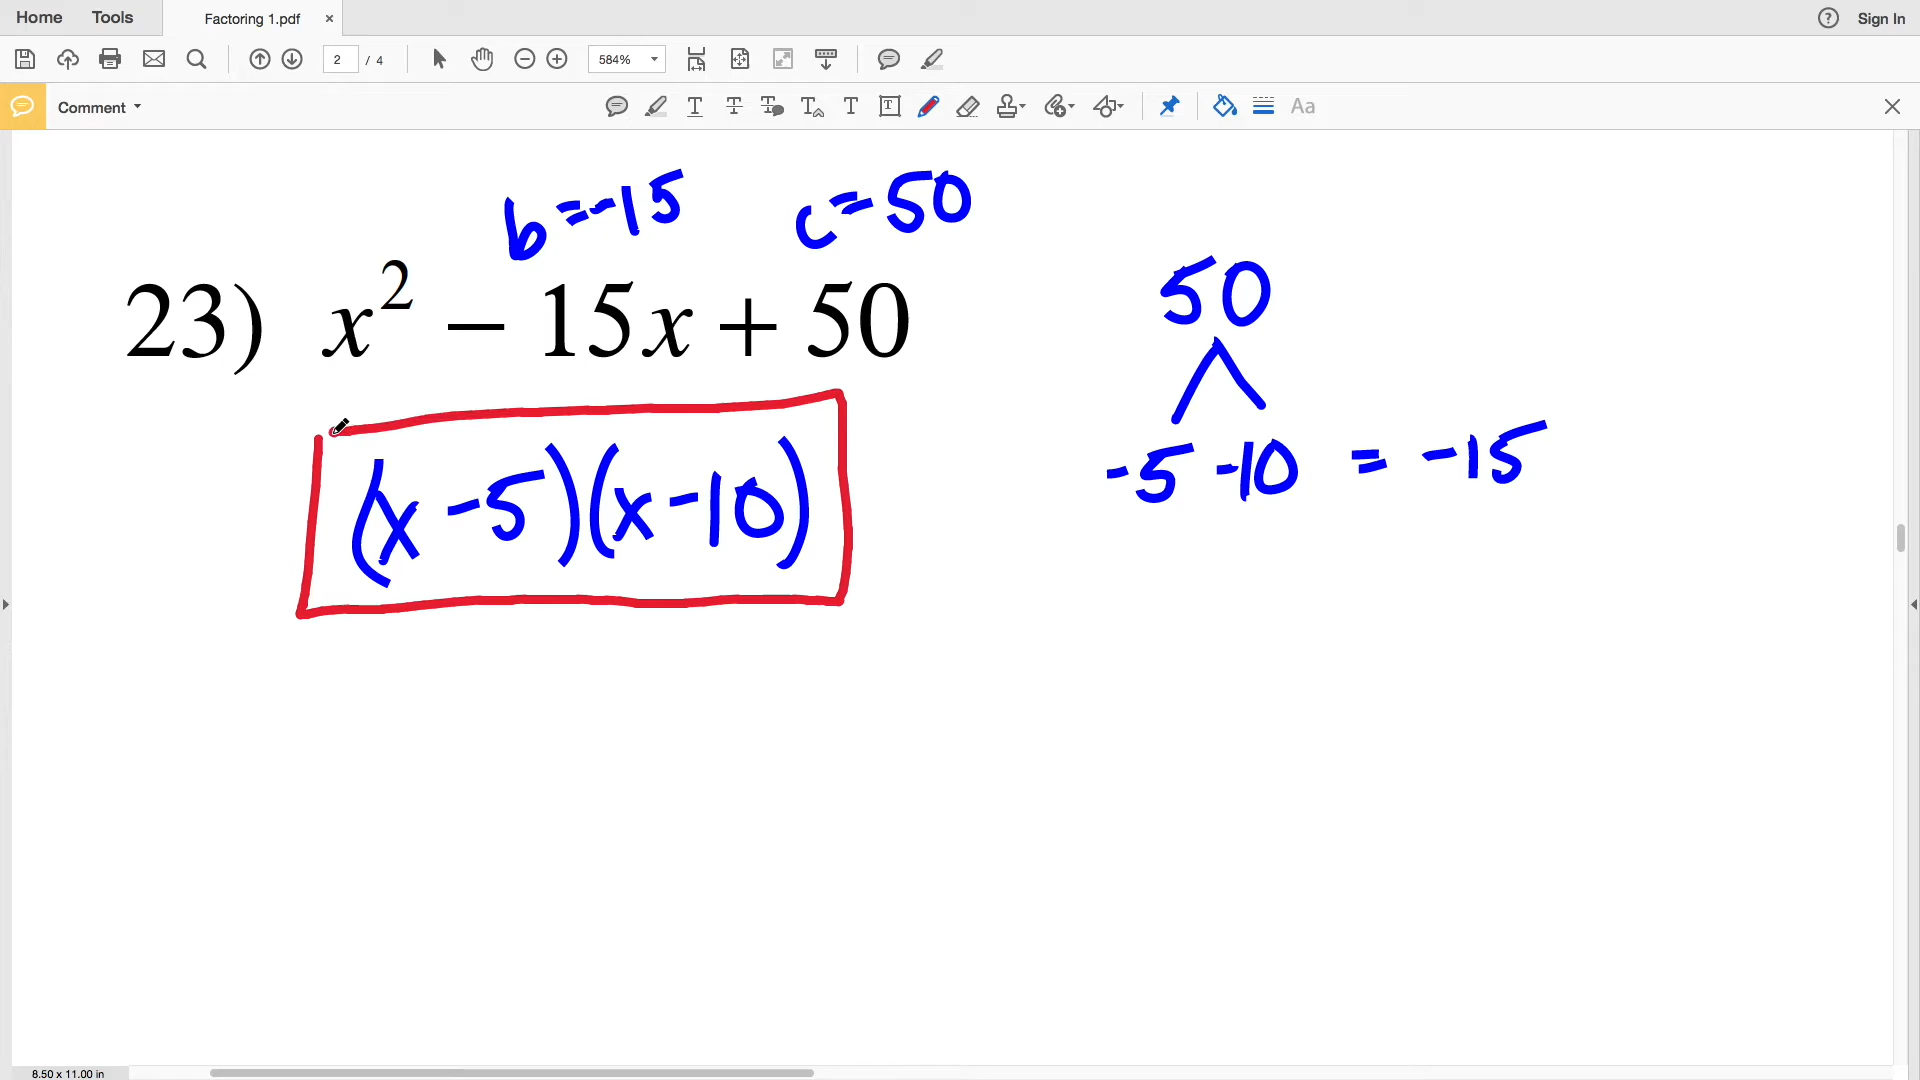 Home Tools Factoring 1.pdf × ? Sign In
2 / 4 584%
Comment T T T T T T Aa
b=-15 c=50
23) x² − 15x + 50
50
-5 -10 = -15
(x -5)(x -10)
8.50 x 11.00 in